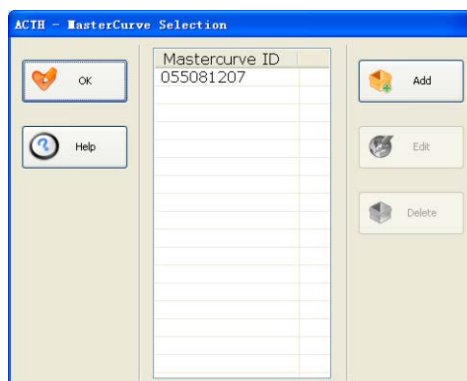 ACTH - MasterCurve Selection
OK
Help
Mastercurve ID
055081207
Add
Edit
Delete